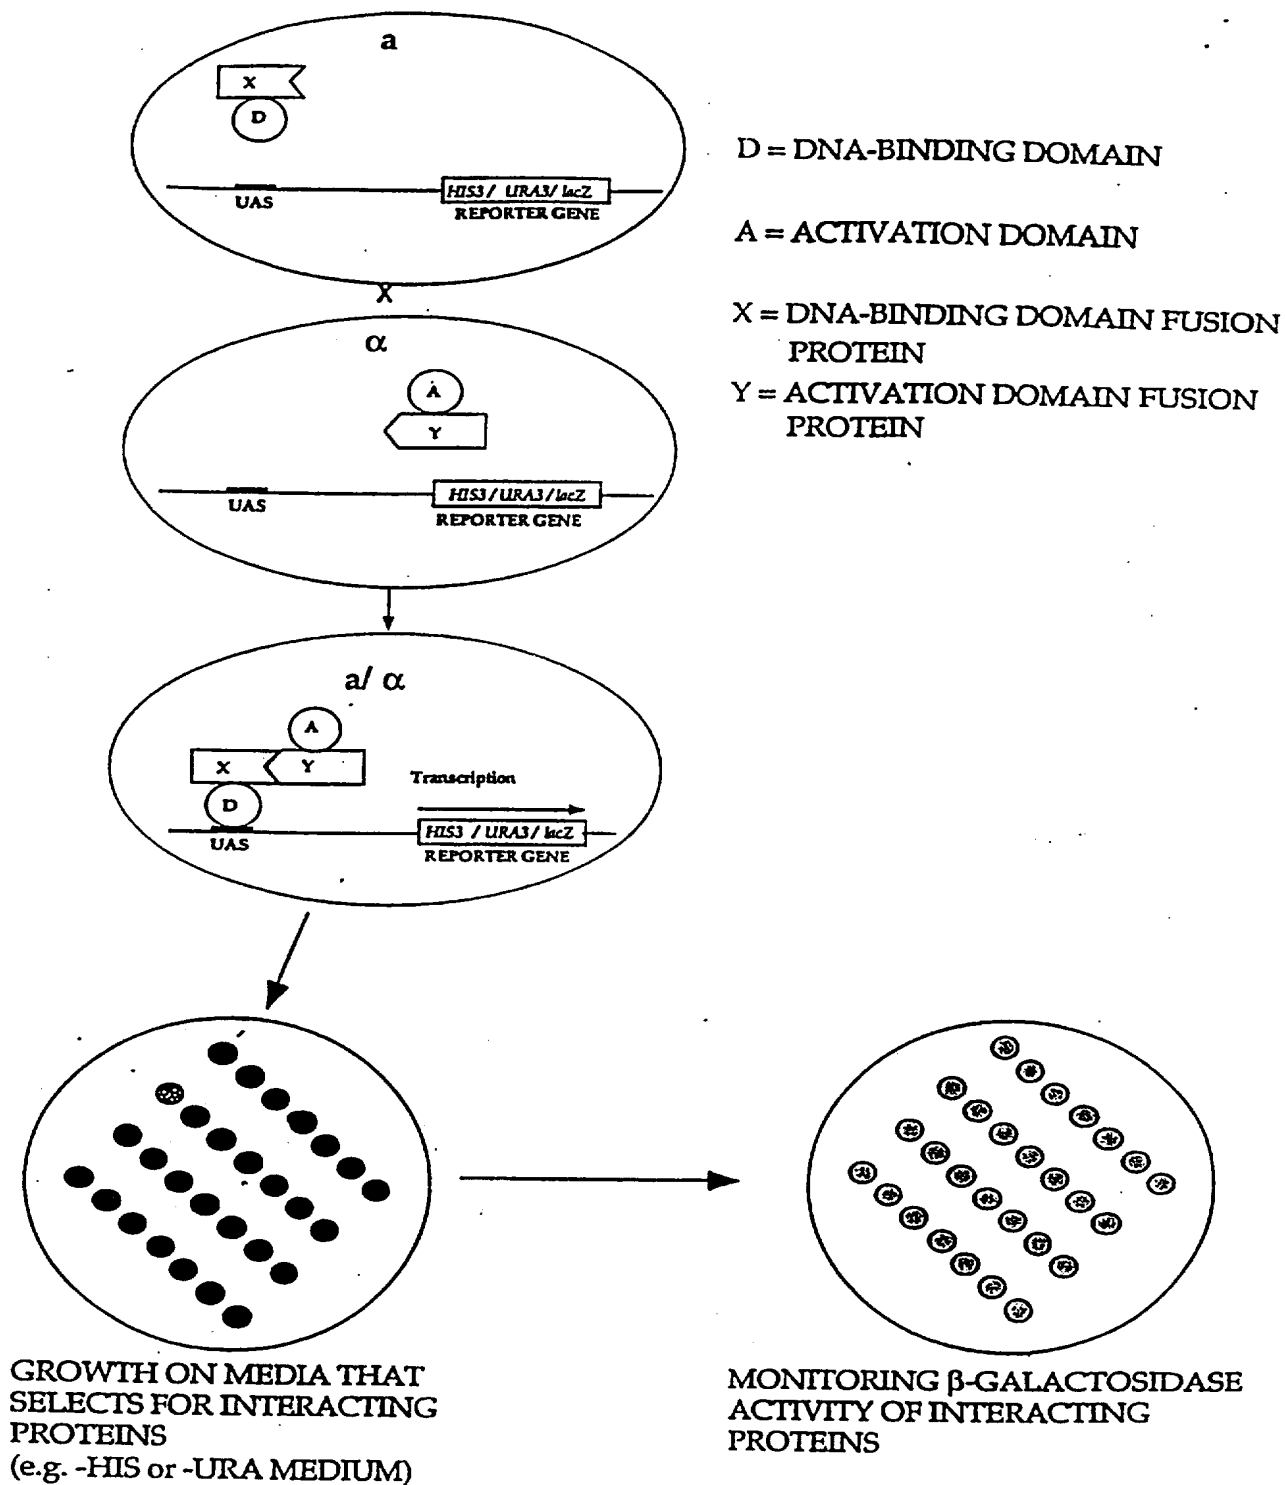 a
X
D
UAS
HIS3 / URA3/ lacZ
REPORTER GENE
X
α
A
Y
UAS
HIS3/URA3/lacZ
REPORTER GENE
a/ α
A
X
Y
D
Transcription
UAS
HIS3 / URA3/ lacZ
REPORTER GENE
D = DNA-BINDING DOMAIN
A = ACTIVATION DOMAIN
X = DNA-BINDING DOMAIN FUSION
PROTEIN
Y = ACTIVATION DOMAIN FUSION
PROTEIN
GROWTH ON MEDIA THAT
SELECTS FOR INTERACTING
PROTEINS
(e.g. -HIS or -URA MEDIUM)
MONITORING β-GALACTOSIDASE
ACTIVITY OF INTERACTING
PROTEINS